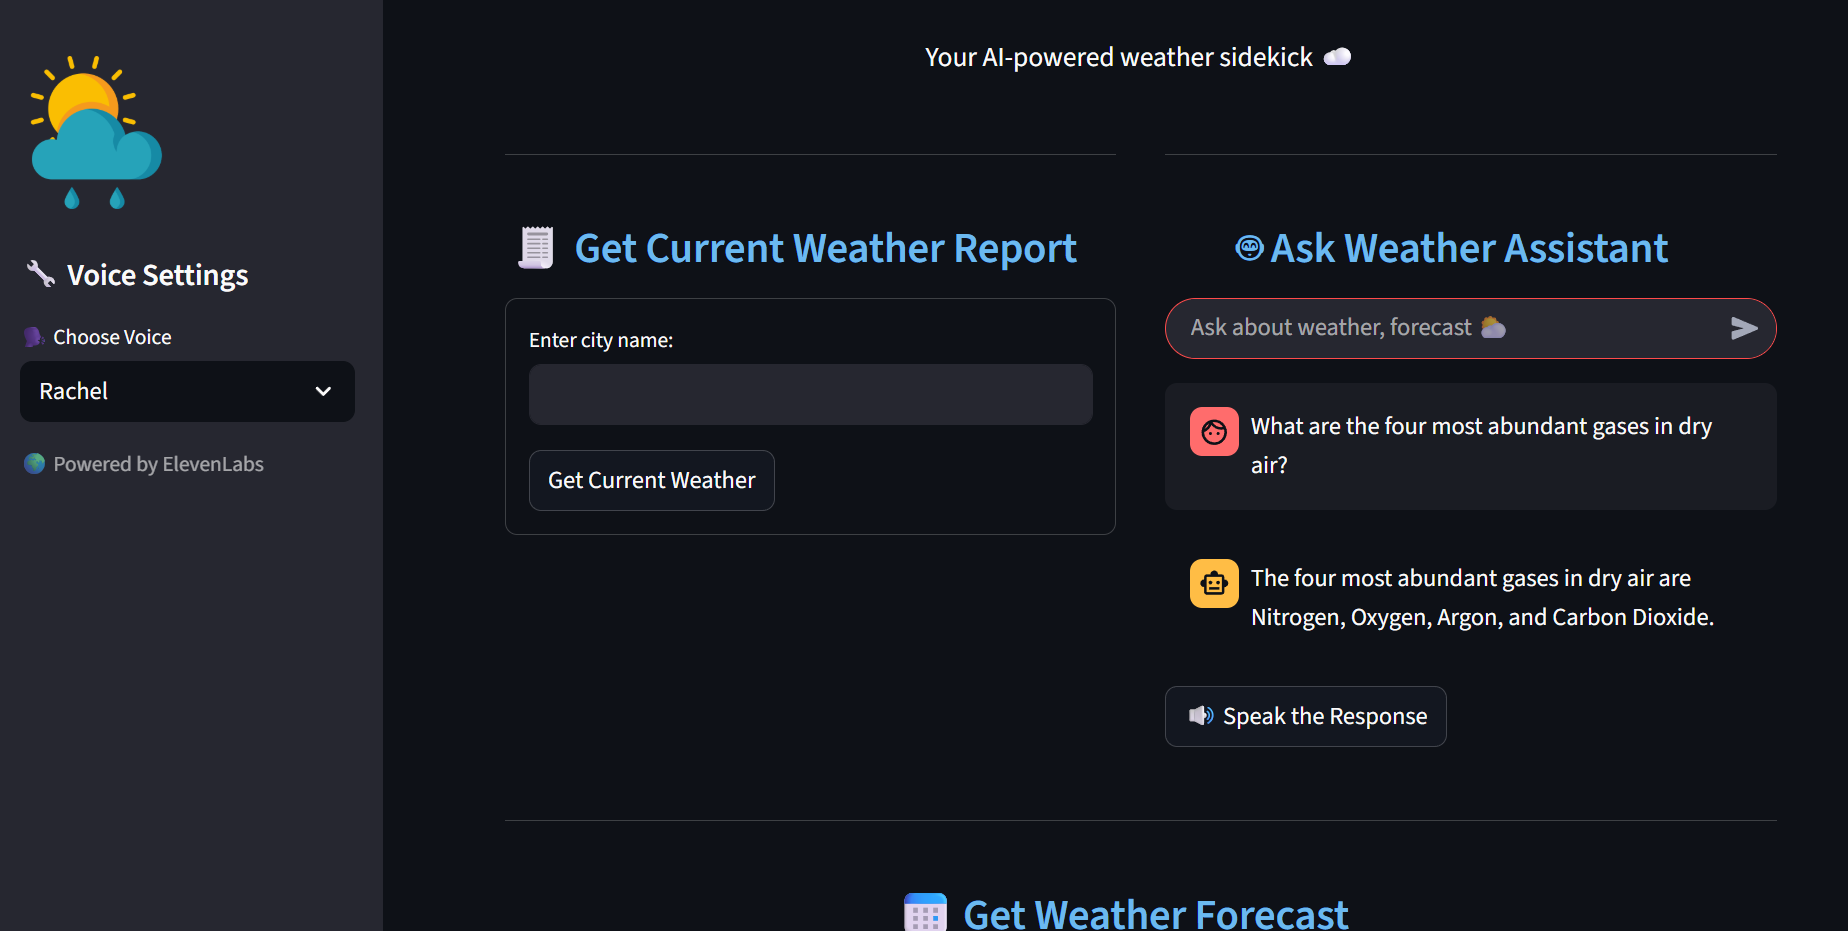 Your AI-powered weather sidekick
Voice Settings
Choose Voice
Rachel
Powered by ElevenLabs
Get Current Weather Report
Enter city name:
Get Current Weather
Ask Weather Assistant
Ask about weather, forecast
What are the four most abundant gases in dry
air?
The four most abundant gases in dry air are
Nitrogen, Oxygen, Argon, and Carbon Dioxide.
Speak the Response
Get Weather Forecast